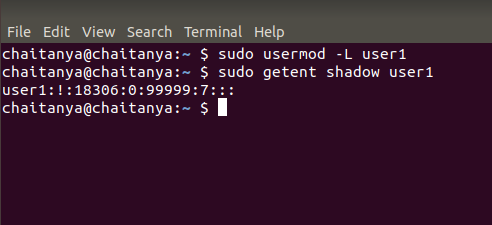 File Edit View Search Terminal Help
chaitanya@chaitanya:~ $ sudo usermod -L user1
chaitanya@chaitanya:~ $ sudo getent shadow user1
user1:!:18306:0:99999:7:::
chaitanya@chaitanya:~ $